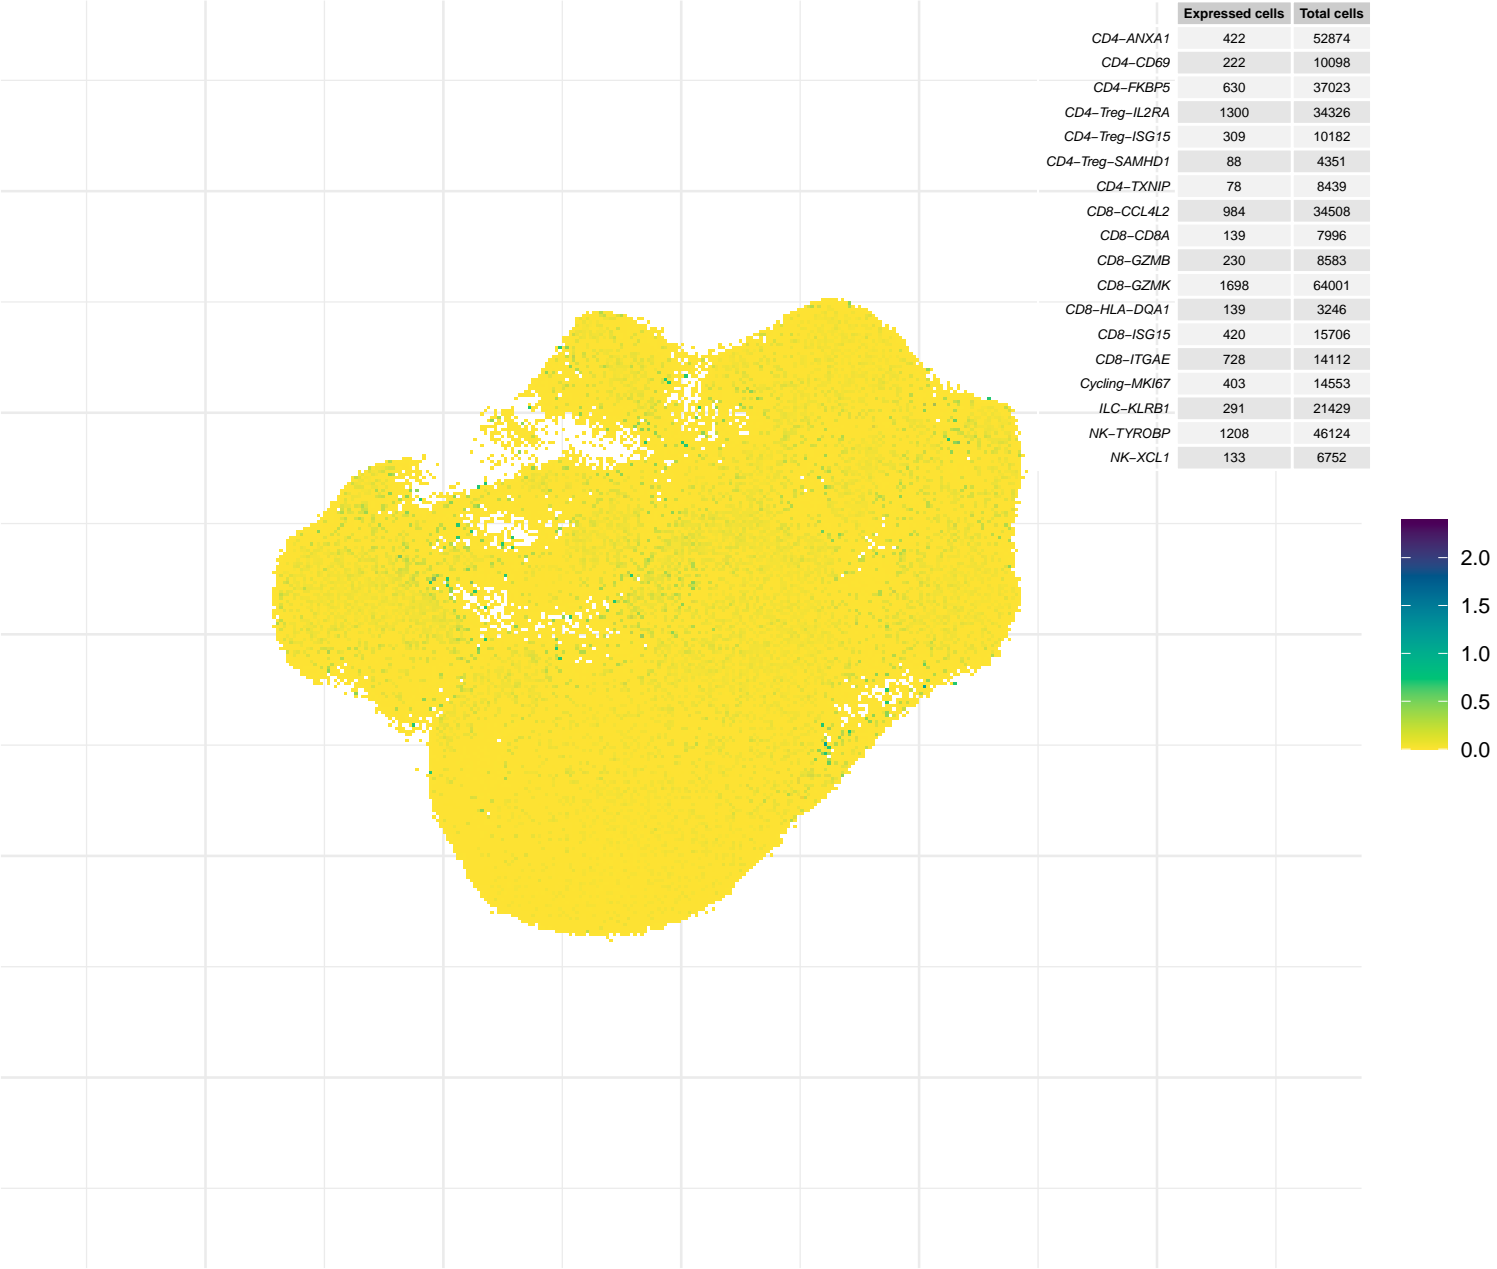 Expressed cells Total cells
CD4−ANXA1 422 52874
CD4−CD69 222 10098
CD4−FKBP5 630 37023
CD4−Treg−IL2RA 1300 34326
CD4−Treg−ISG15 309 10182
CD4−Treg−SAMHD1 88 4351
CD4−TXNIP 78 8439
CD8−CCL4L2 984 34508
CD8−CD8A 139 7996
CD8−GZMB 230 8583
CD8−GZMK 1698 64001
CD8−HLA−DQA1 139 3246
CD8−ISG15 420 15706
CD8−ITGAE 728 14112
Cycling−MKI67 403 14553
ILC−KLRB1 291 21429
NK−TYROBP 1208 46124
NK−XCL1 133 6752
2.0
1.5
1.0
0.5
0.0